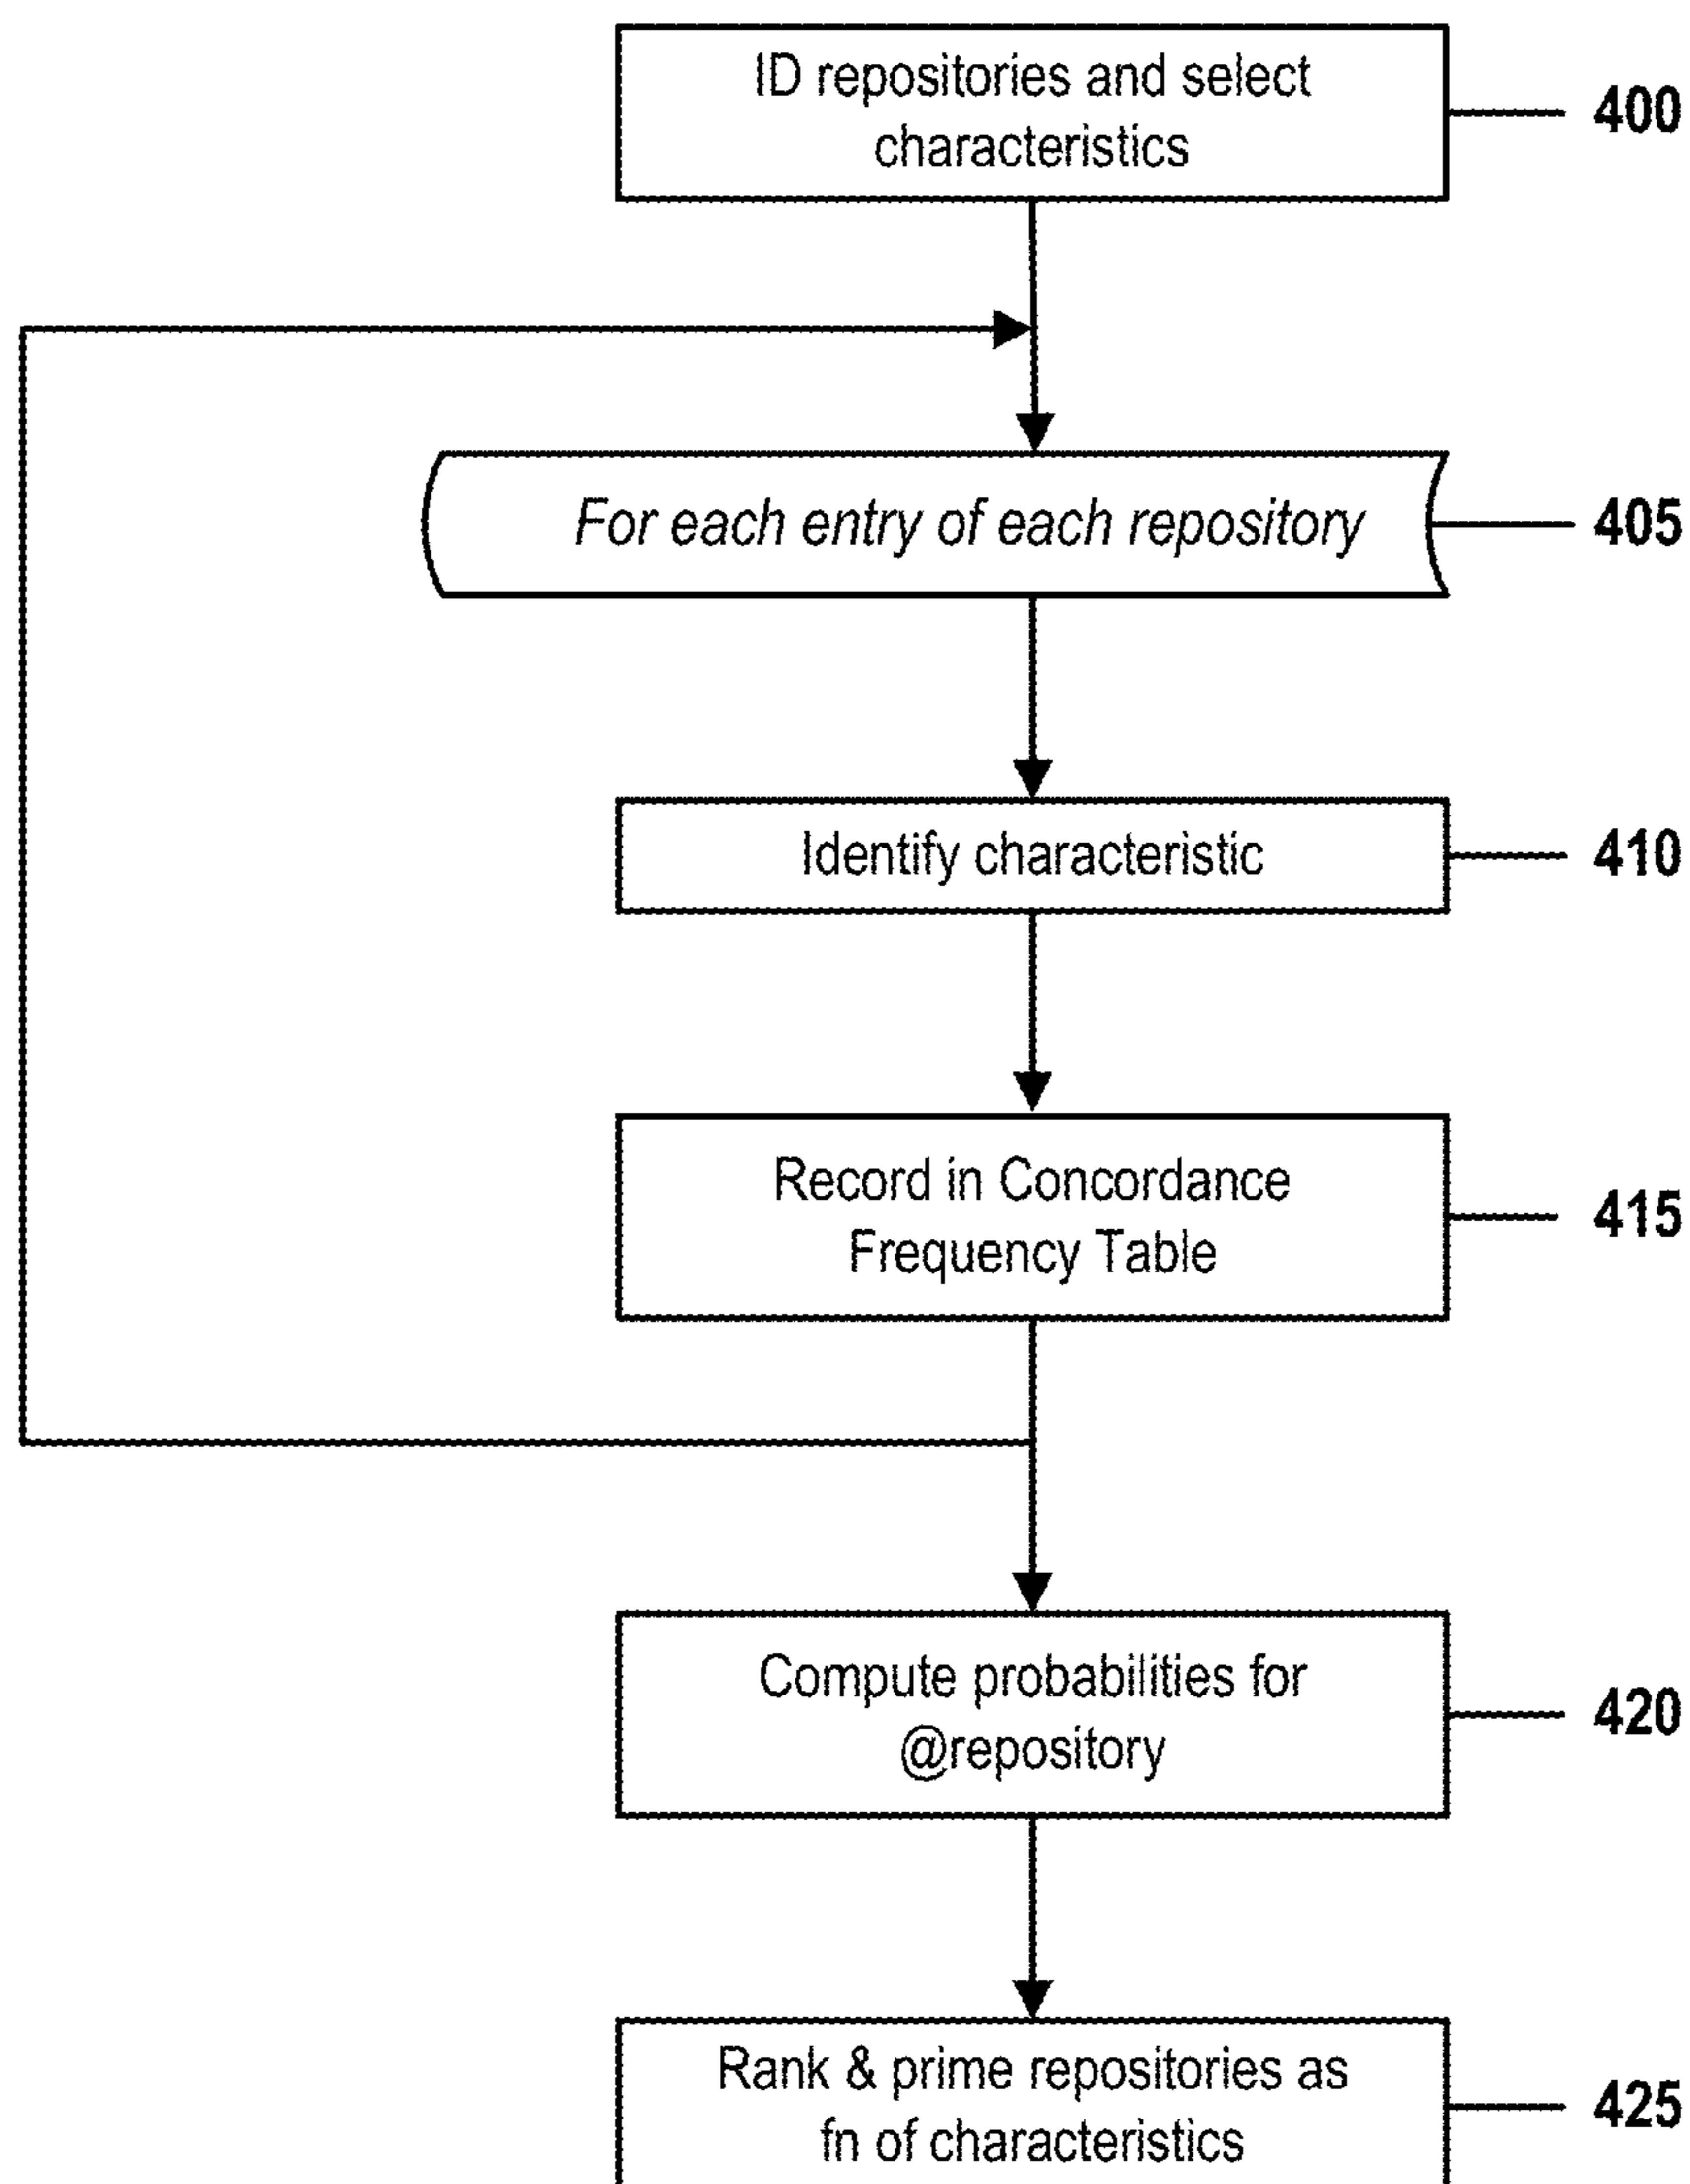 ID repositories and select
characteristics
400
For each entry of each repository
405
Identify characteristic
410
Record in Concordance
Frequency Table
415
Compute probabilities for
@repository
420
Rank & prime repositories as
fn of characteristics
425